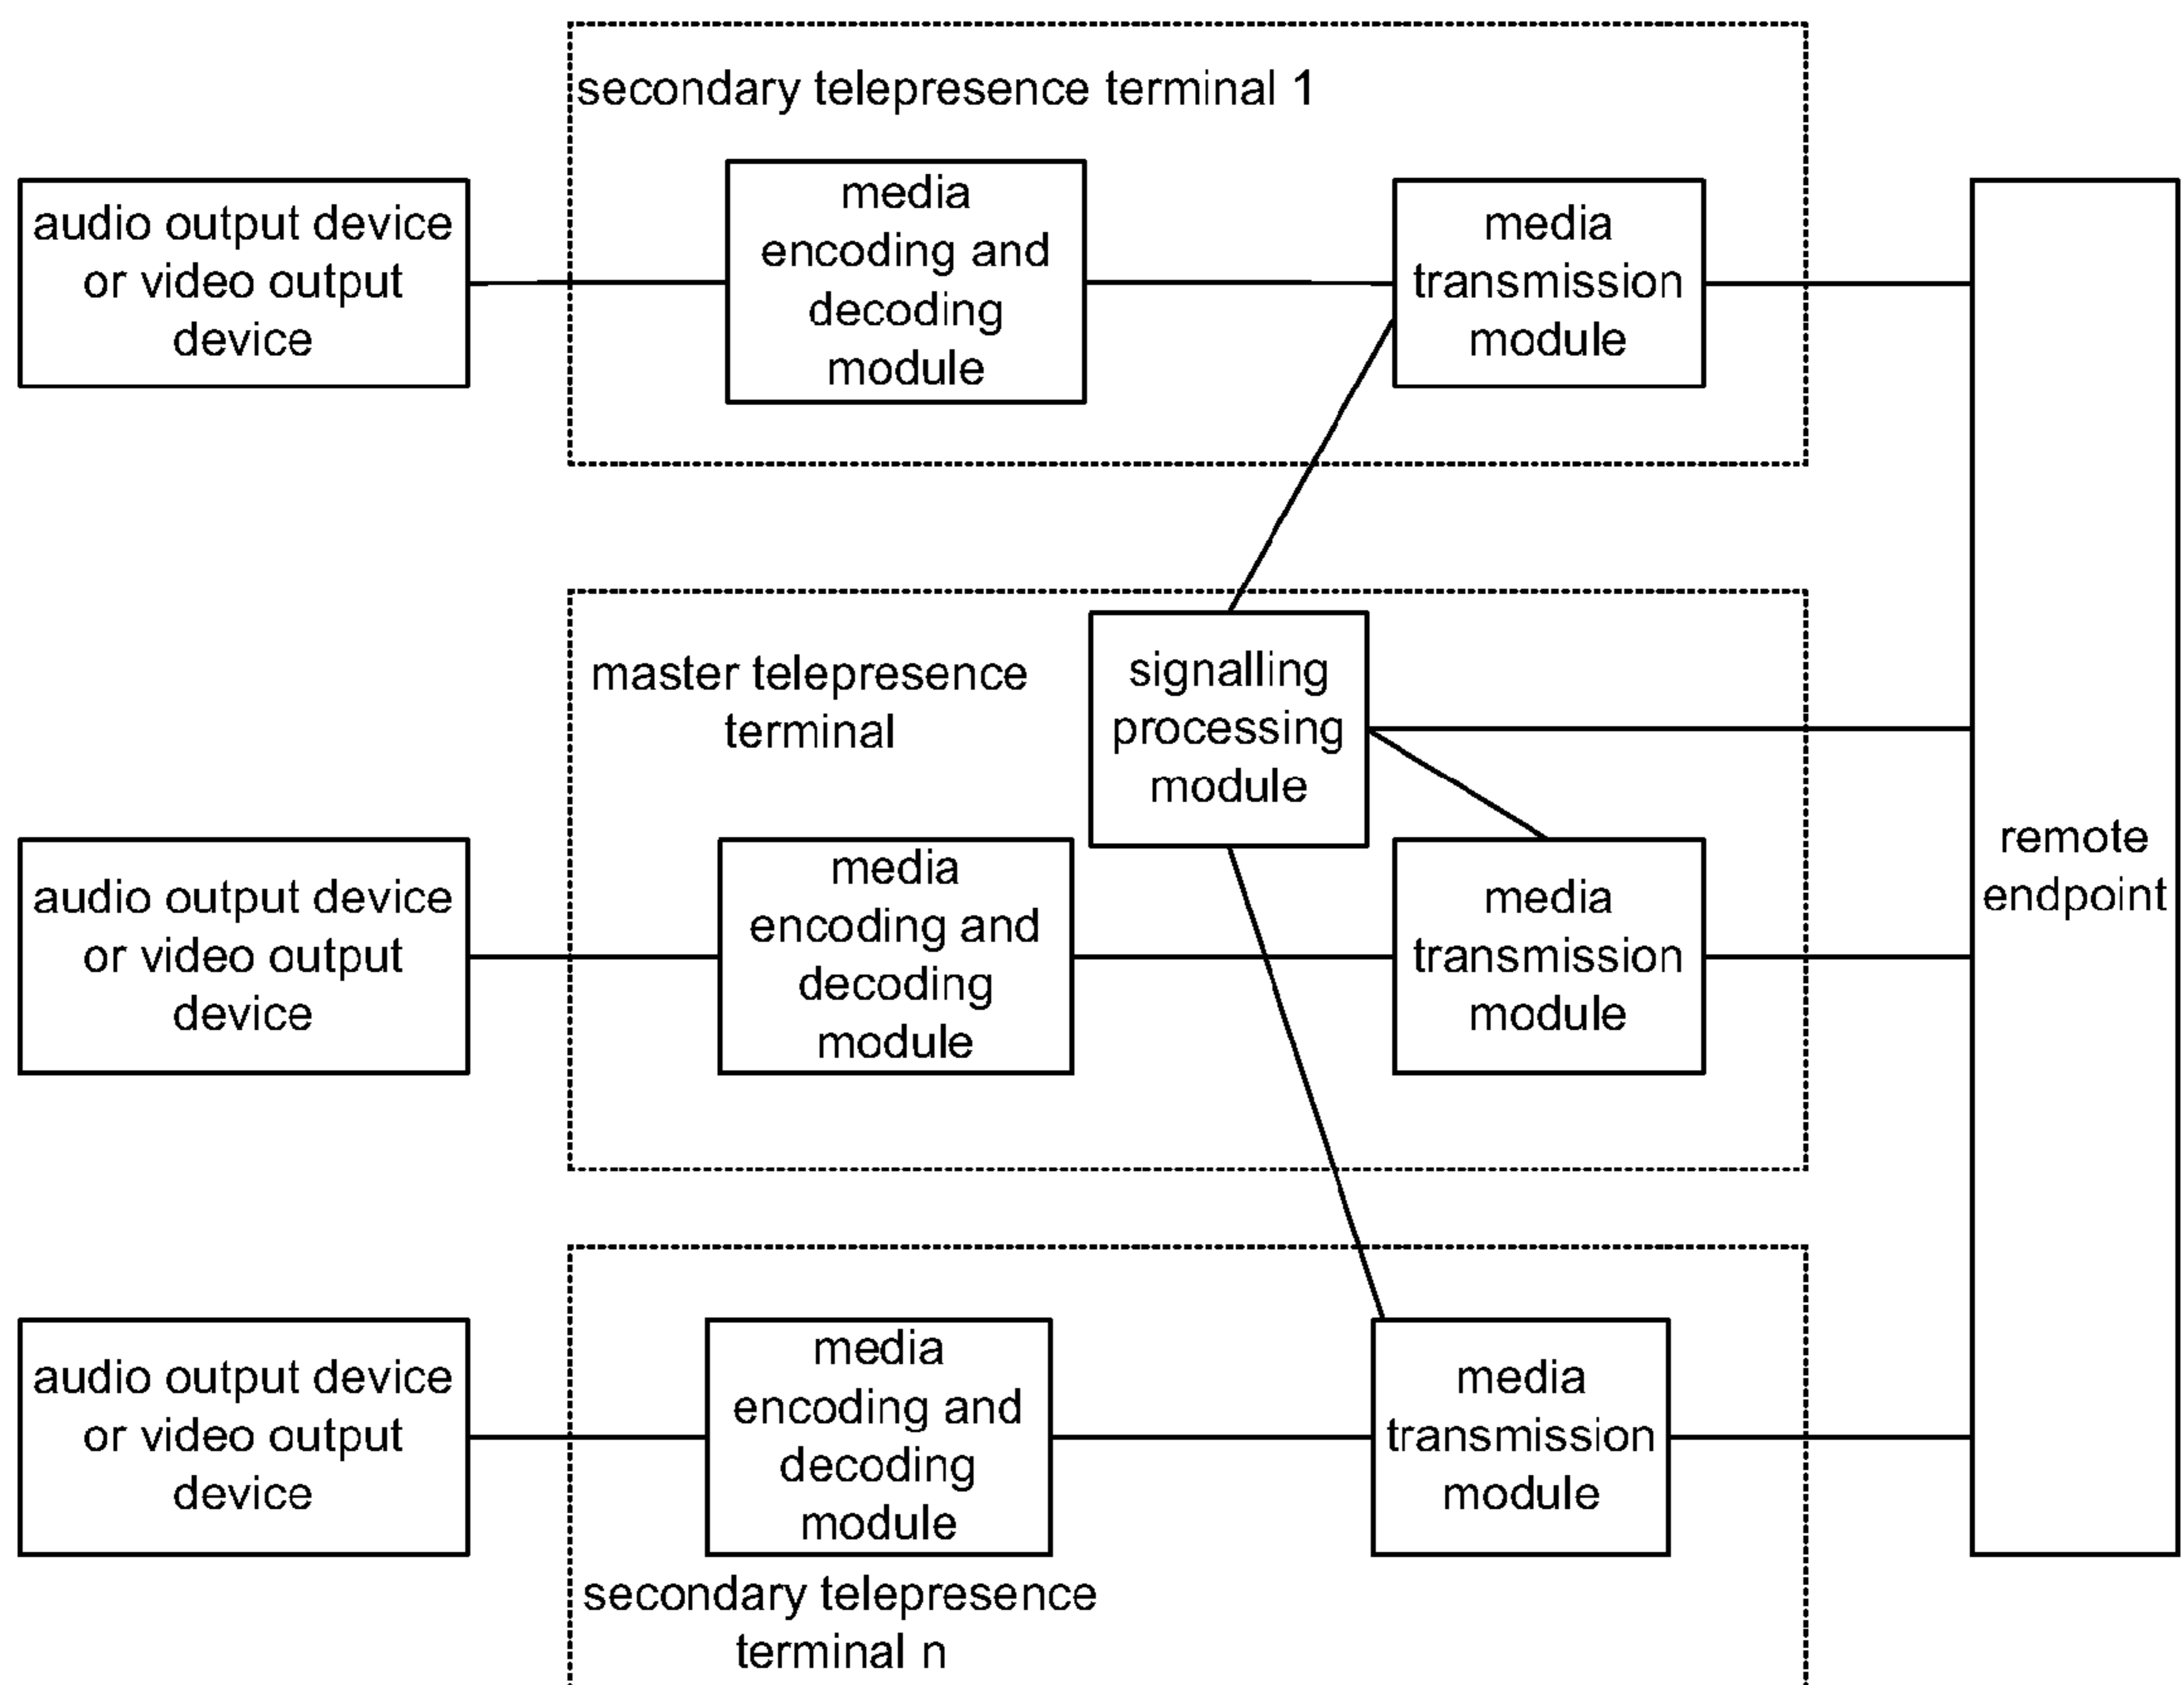 secondary telepresence terminal 1
audio output device
or video output
device
media
encoding and
decoding
module
media
transmission
module
master telepresence
terminal
signalling
processing
module
audio output device
or video output
device
media
encoding and
decoding
module
media
transmission
module
remote
endpoint
audio output device
or video output
device
media
encoding and
decoding
module
media
transmission
module
secondary telepresence
terminal n